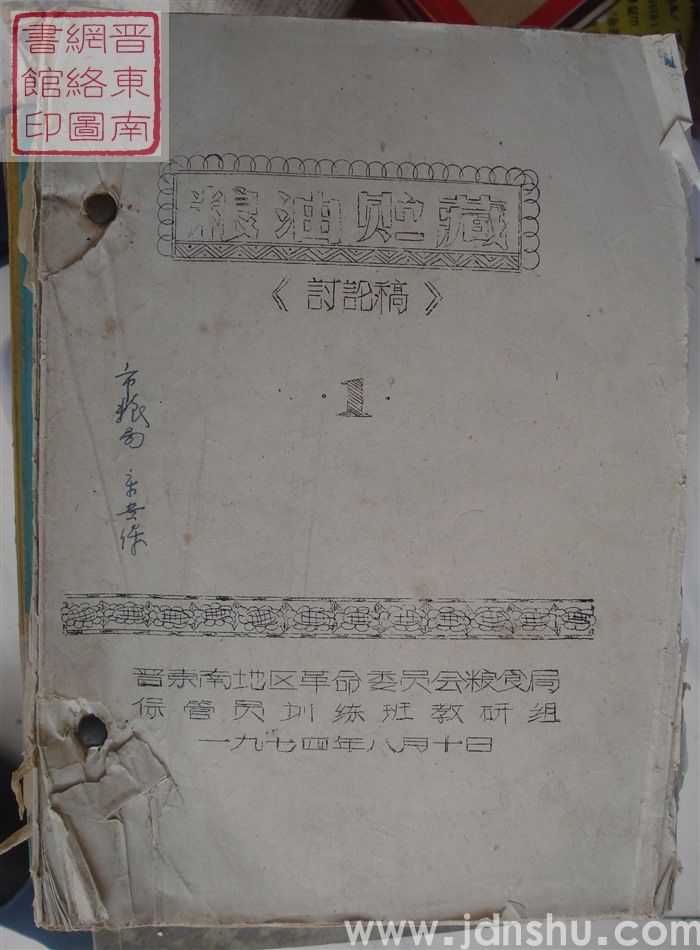 晋東南
網絡圖
書館印
粮油贮藏
《討论稿》
·1·
市粮局
晋东南地区革命委员会粮食局
保管员训练班教研组
一九七四年八月十日
www.jdnshu.com